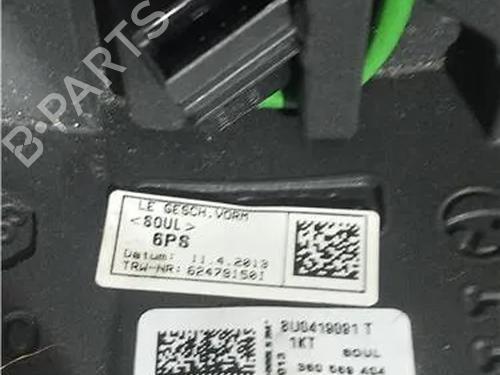 B-PARTS
LE GESCH.VORM
<SOUL>
6PS
Datum: 11.4.2013
TRW-NR: 624791501
8U0419091 T
1KT SOUL